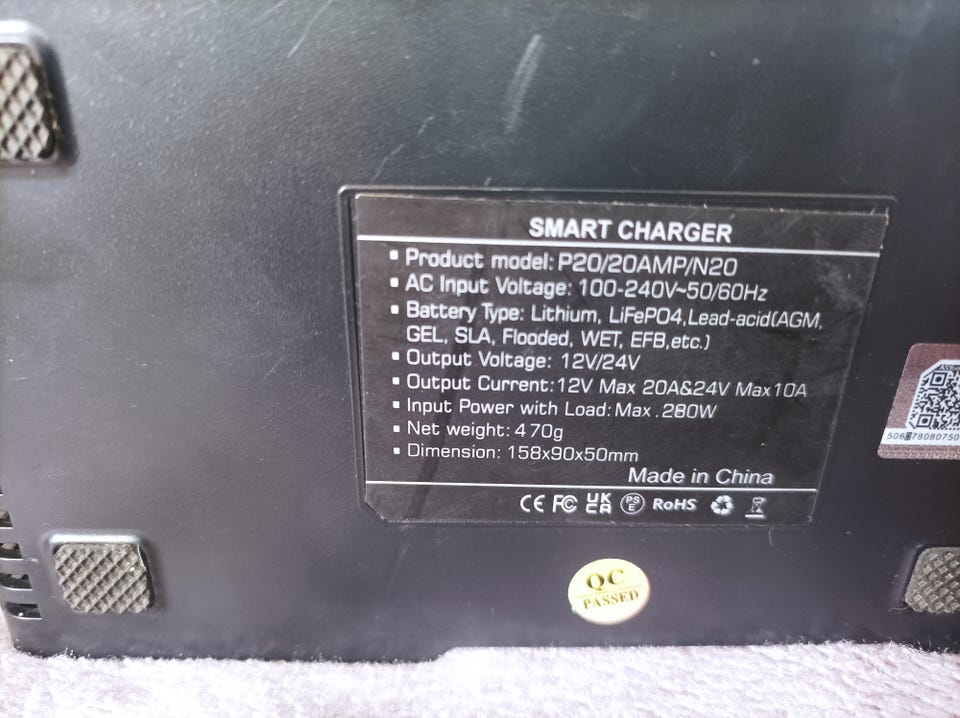 SMART CHARGER
▪ Product model: P20/20AMP/N20
▪ AC Input Voltage: 100-240V~50/60Hz
▪ Battery Type: Lithium, LiFePO4,Lead-acid(AGM,
GEL, SLA, Flooded, WET, EFB,etc.)
▪ Output Voltage: 12V/24V
▪ Output Current:12V Max 20A&24V Max10A
▪ Input Power with Load: Max. 280W
▪ Net weight: 470g
▪ Dimension: 158x90x50mm
Made in China
CE FC UK CA PS E RoHS
QC
PASSED